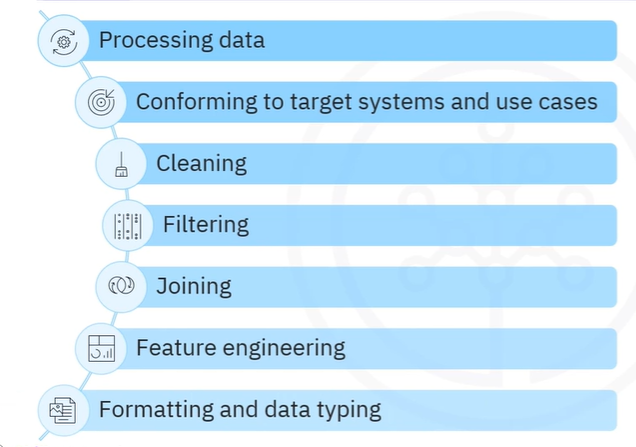 Processing data
Conforming to target systems and use cases
Cleaning
Filtering
Joining
Feature engineering
Formatting and data typing